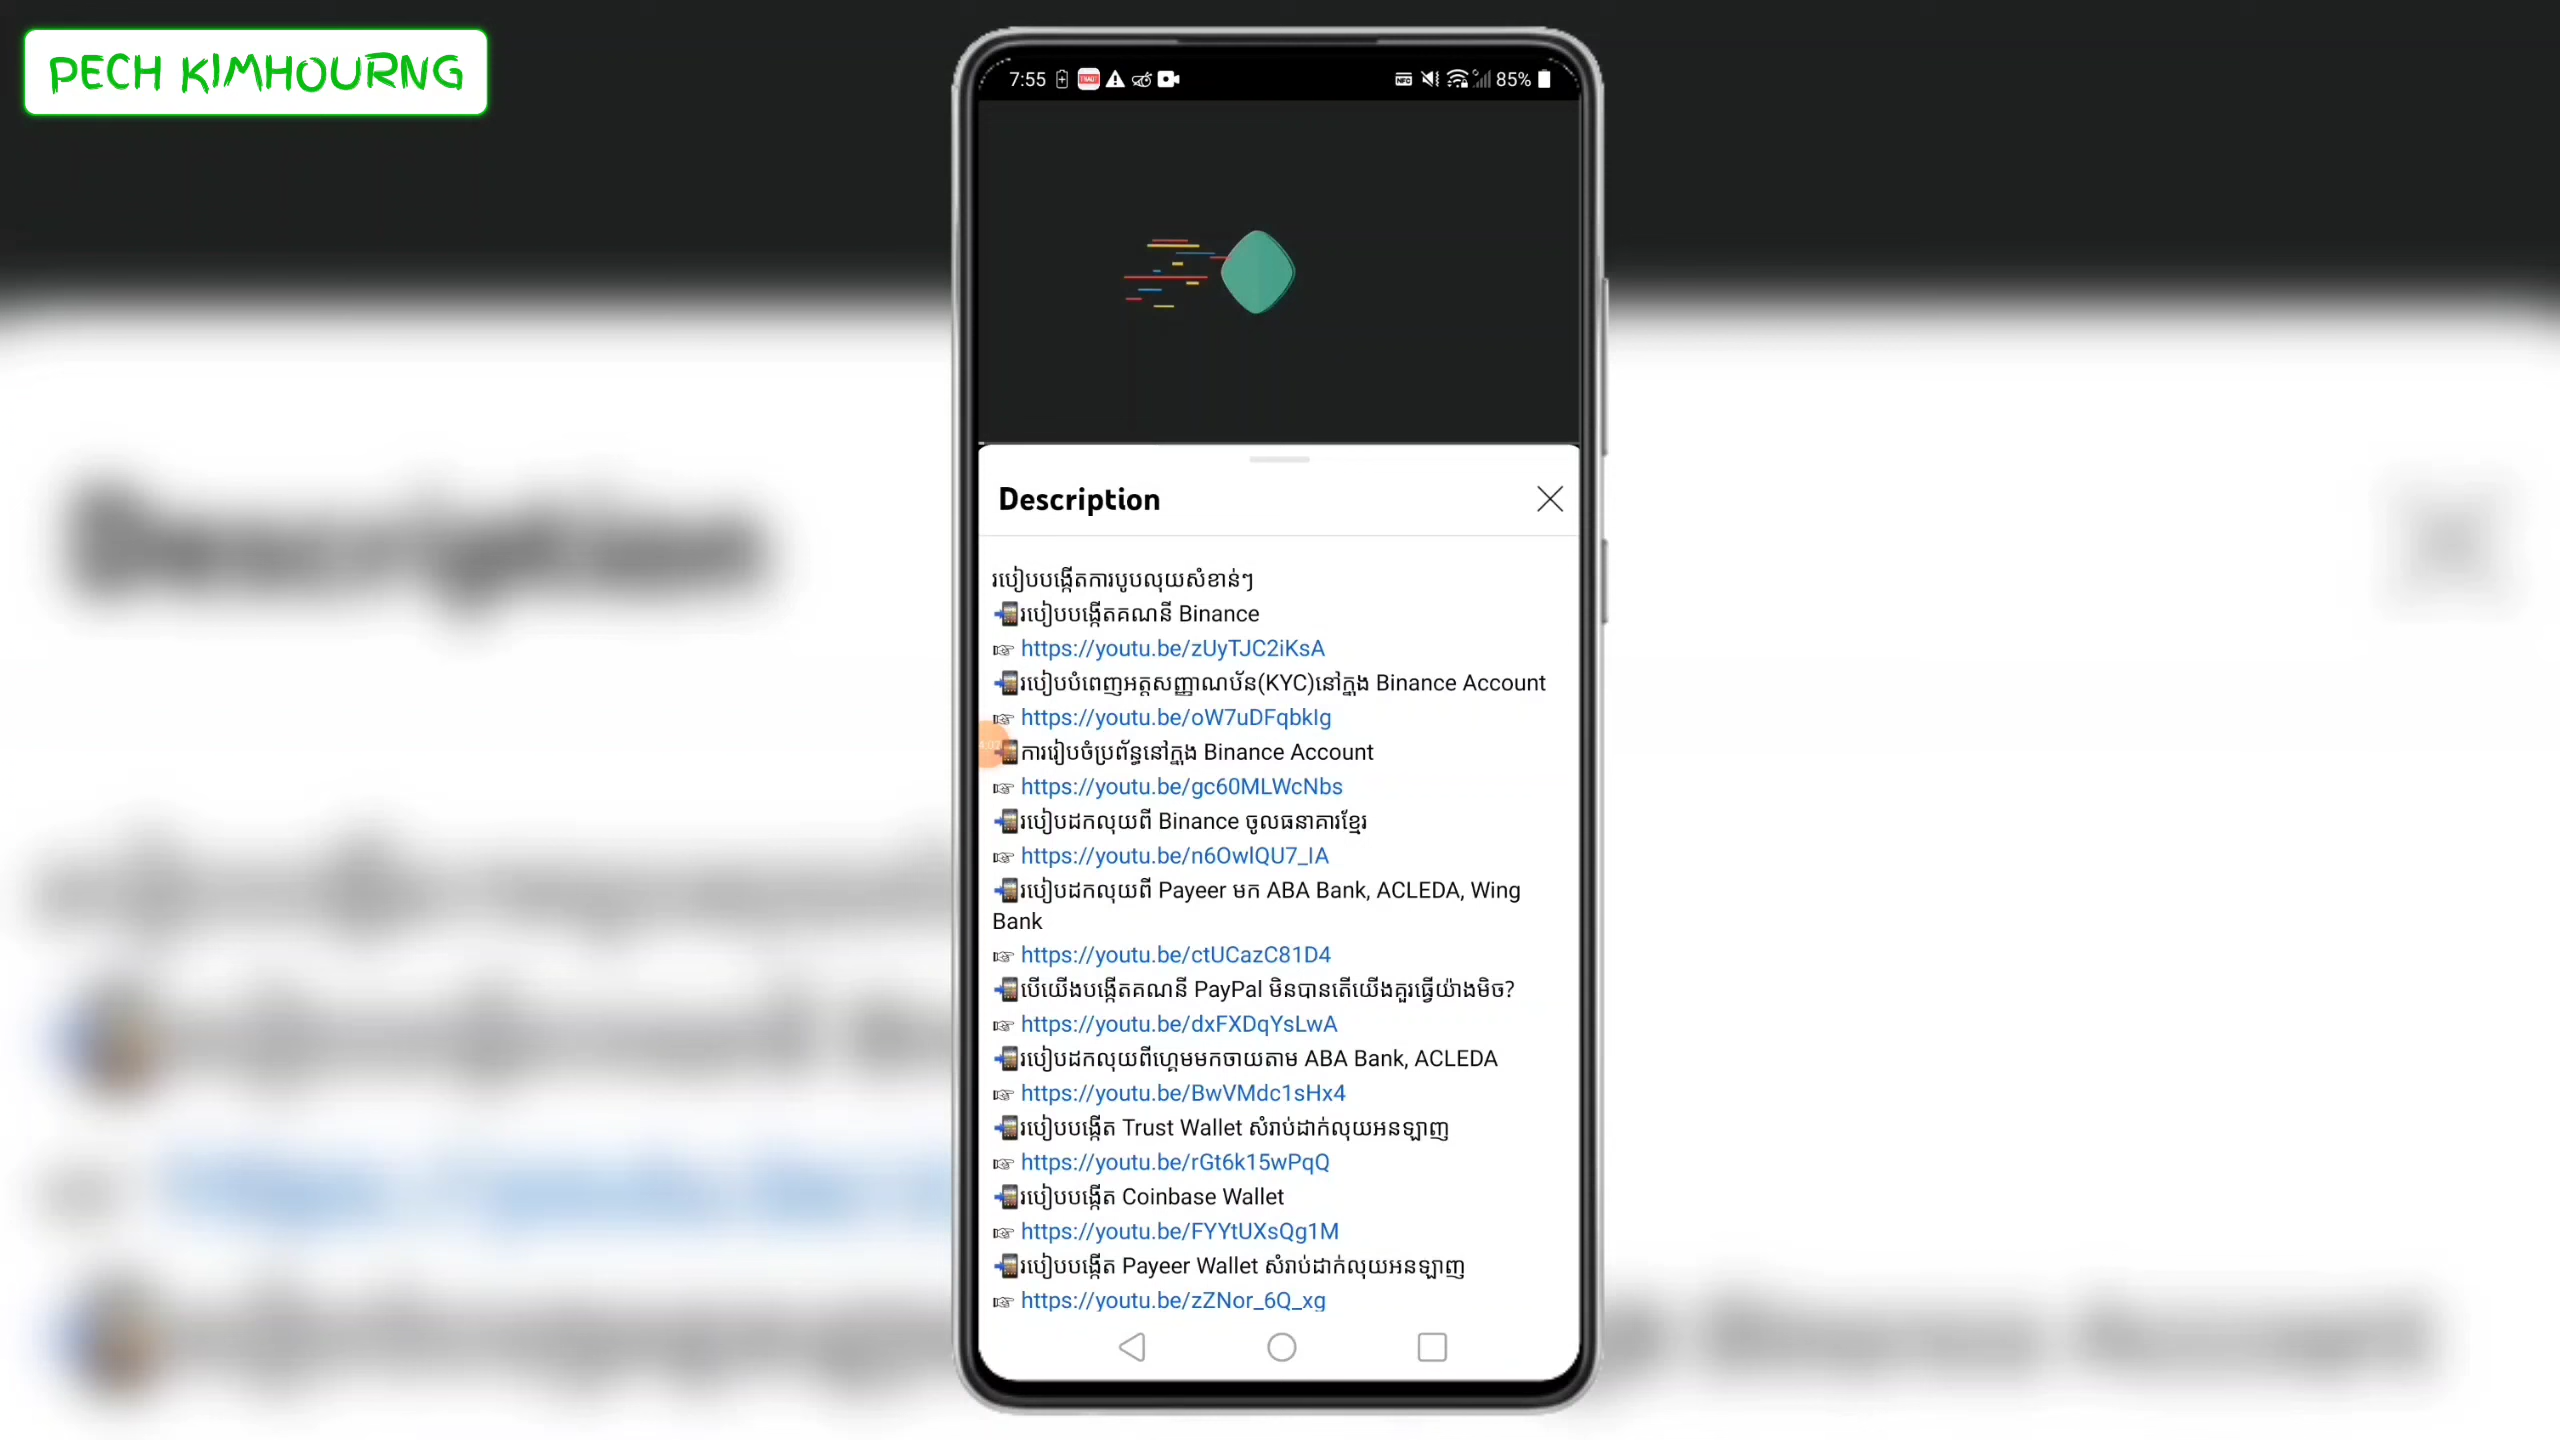 PECH KIMHOURNG
7:55
85%
Description
របៀបបង្កើតកាបូបលុយសំខាន់ៗ
📲របៀបបង្កើតគណនី Binance
👉 https://youtu.be/zUyTJC2iKsA
📲របៀបបំពេញអត្តសញ្ញាណប័ន(KYC)នៅក្នុង Binance Account
👉 https://youtu.be/oW7uDFqbkIg
📲ការរៀបចំប្រព័ន្ធនៅក្នុង Binance Account
👉 https://youtu.be/gc60MLWcNbs
📲របៀបដកលុយពី Binance ចូលធនាគារខ្មែរ
👉 https://youtu.be/n6OwlQU7_IA
📲របៀបដកលុយពី Payeer មក ABA Bank, ACLEDA, Wing
Bank
👉 https://youtu.be/ctUCazC81D4
📲បើយើងបង្កើតគណនី PayPal មិនបានតើយើងគួរធ្វើយ៉ាងមិច?
👉 https://youtu.be/dxFXDqYsLwA
📲របៀបដកលុយពីហ្គេមមកចាយតាម ABA Bank, ACLEDA
👉 https://youtu.be/BwVMdc1sHx4
📲របៀបបង្កើត Trust Wallet សំរាប់ដាក់លុយអនឡាញ
👉 https://youtu.be/rGt6k15wPqQ
📲របៀបបង្កើត Coinbase Wallet
👉 https://youtu.be/FYYtUXsQg1M
📲របៀបបង្កើត Payeer Wallet សំរាប់ដាក់លុយអនឡាញ
👉 https://youtu.be/zZNor_6Q_xg